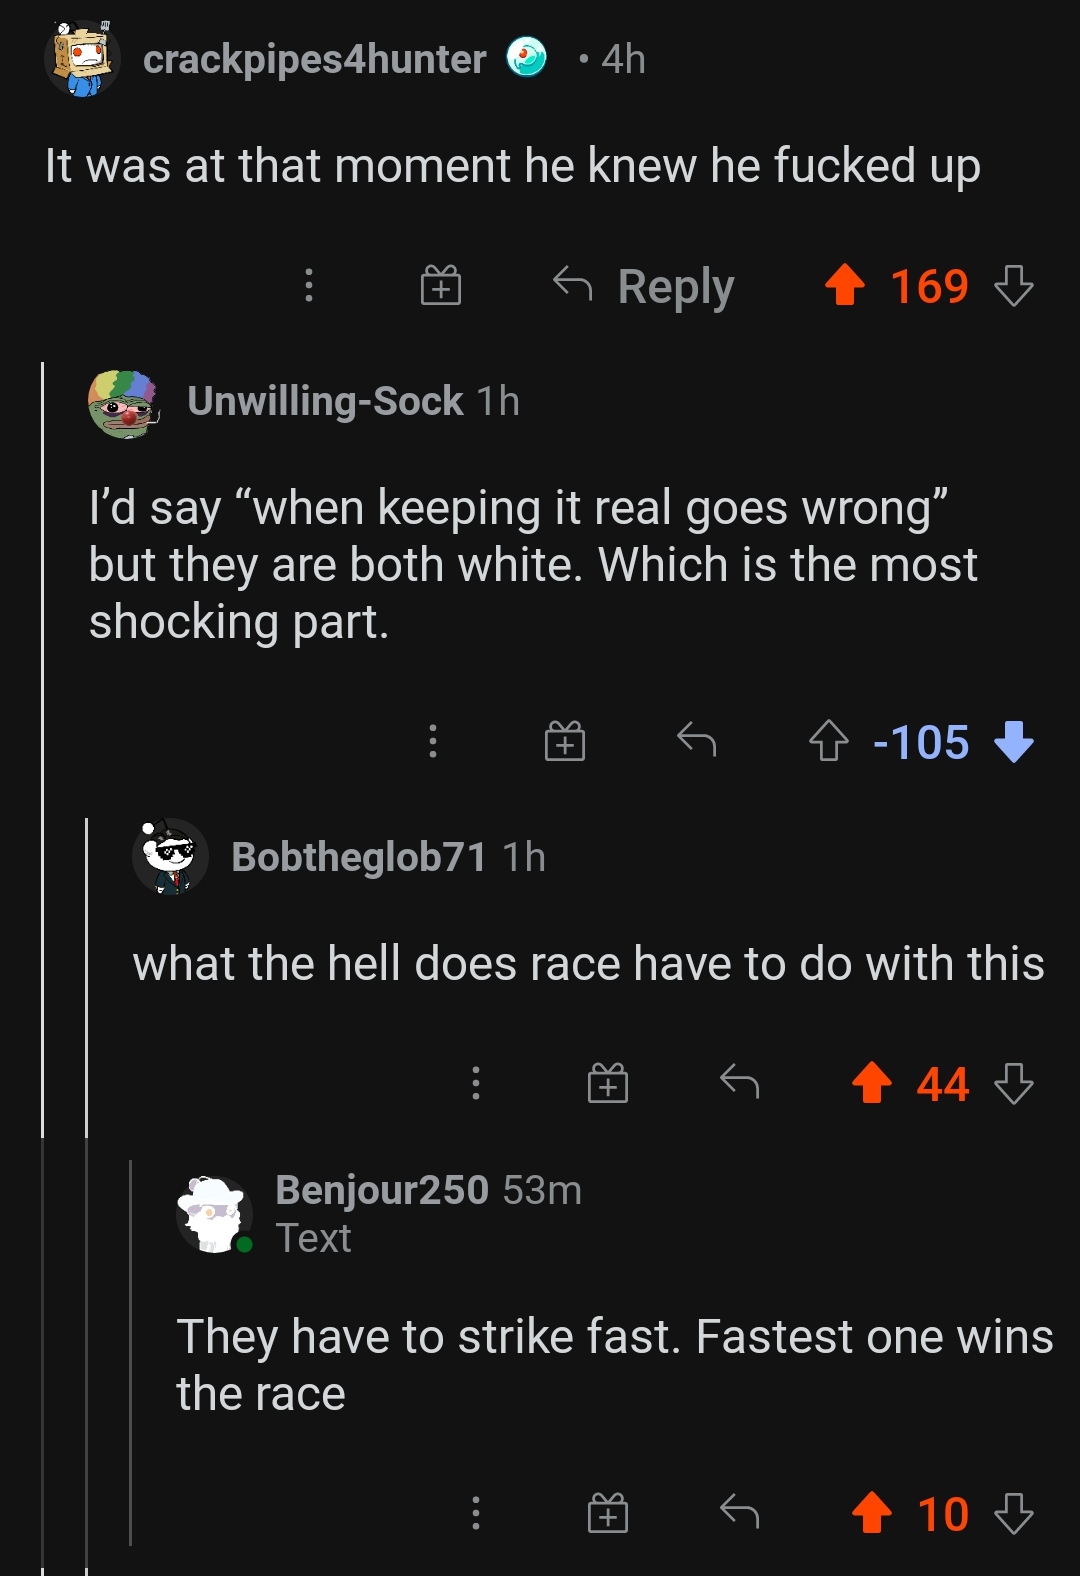 crackpipes4hunter • 4h
It was at that moment he knew he fucked up
Reply 169
Unwilling-Sock 1h
I’d say “when keeping it real goes wrong”
but they are both white. Which is the most
shocking part.
-105
Bobtheglob71 1h
what the hell does race have to do with this
44
Benjour250 53m
Text
They have to strike fast. Fastest one wins
the race
10